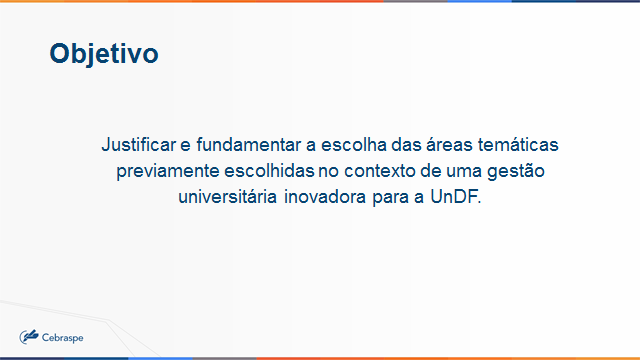 Objetivo
Justificar e fundamentar a escolha das áreas temáticas
previamente escolhidas no contexto de uma gestão
universitária inovadora para a UnDF.
Cebraspe